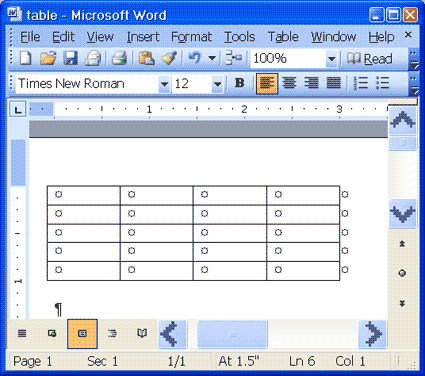 table - Microsoft Word
File Edit View Insert Format Tools Table Window Help
100% Read
Times New Roman 12 B
L 1 2 3
¤ ¤ ¤ ¤ ¤
¤ ¤ ¤ ¤ ¤
¤ ¤ ¤ ¤ ¤
¤ ¤ ¤ ¤ ¤
¤ ¤ ¤ ¤ ¤
1
¶
Page 1 Sec 1 1/1 At 1.5" Ln 6 Col 1